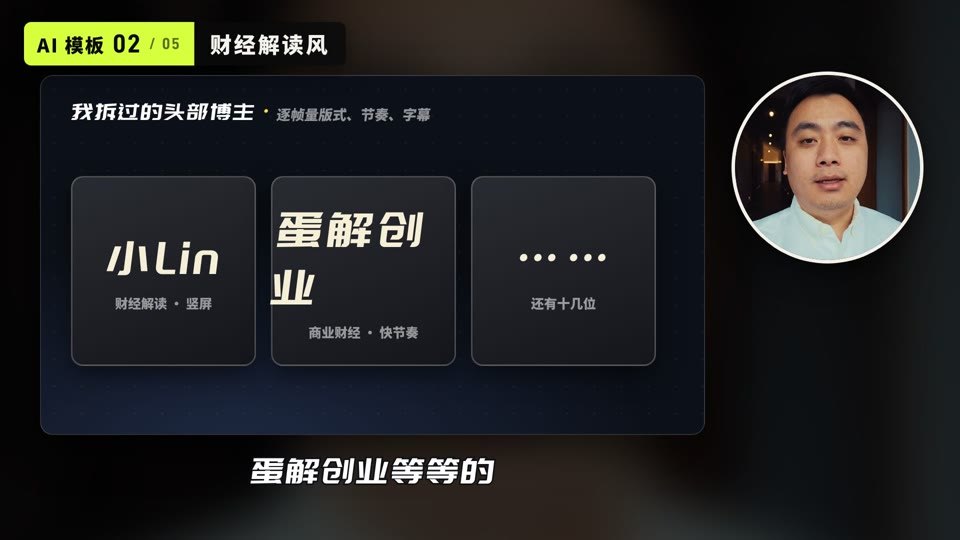 AI 模板 02 / 05 财经解读风
我拆过的头部博主 · 逐帧量版式、节奏、字幕
小Lin
财经解读 · 竖屏
蛋解创
业
商业财经 · 快节奏
…… 
还有十几位
蛋解创业等等的